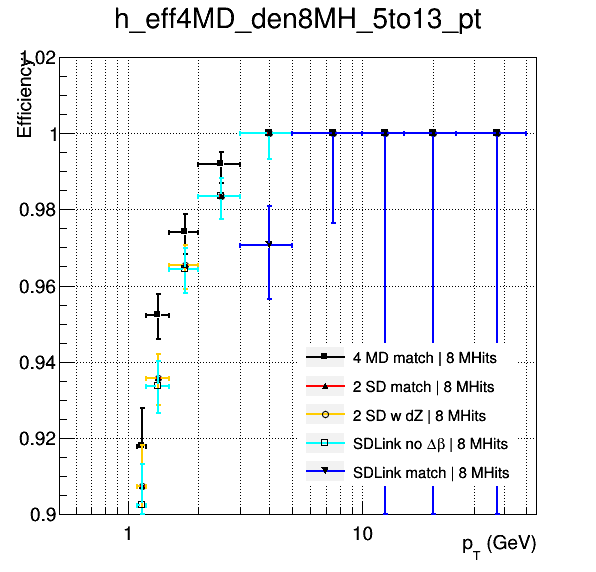 h_eff4MD_den8MH_5to13_pt
Efficiency
1.02
1
0.98
0.96
0.94
0.92
0.9
4 MD match | 8 MHits
2 SD match | 8 MHits
2 SD w dZ | 8 MHits
SDLink no Δβ | 8 MHits
SDLink match | 8 MHits
1
10
p_T (GeV)